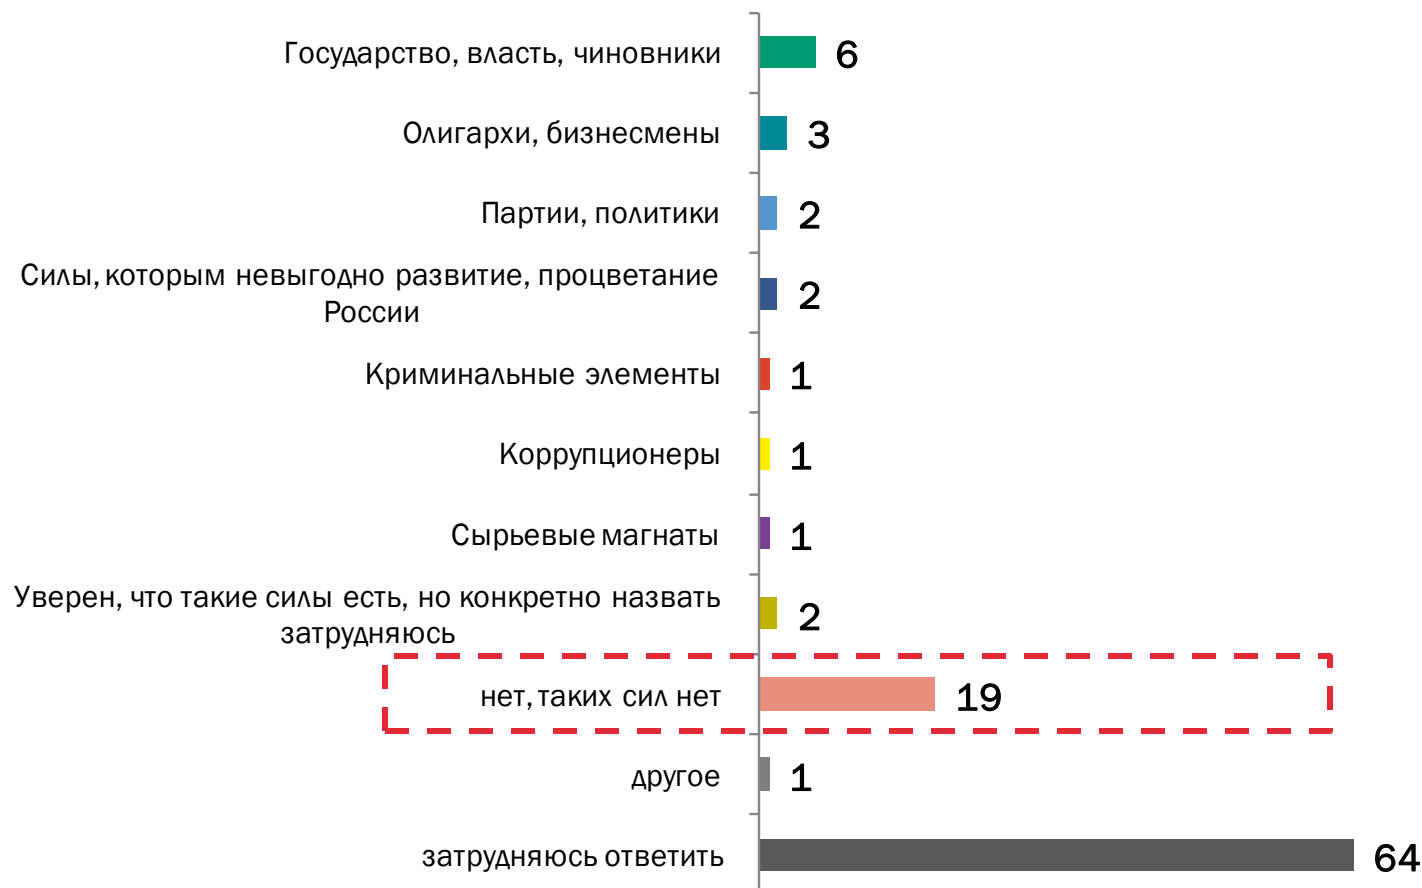 Государство, власть, чиновники 6
Олигархи, бизнесмены 3
Партии, политики 2
Силы, которым невыгодно развитие, процветание
России 2
Криминальные элементы 1
Коррупционеры 1
Сырьевые магнаты 1
Уверен, что такие силы есть, но конкретно назвать
затрудняюсь 2
нет, таких сил нет 19
другое 1
затрудняюсь ответить 64